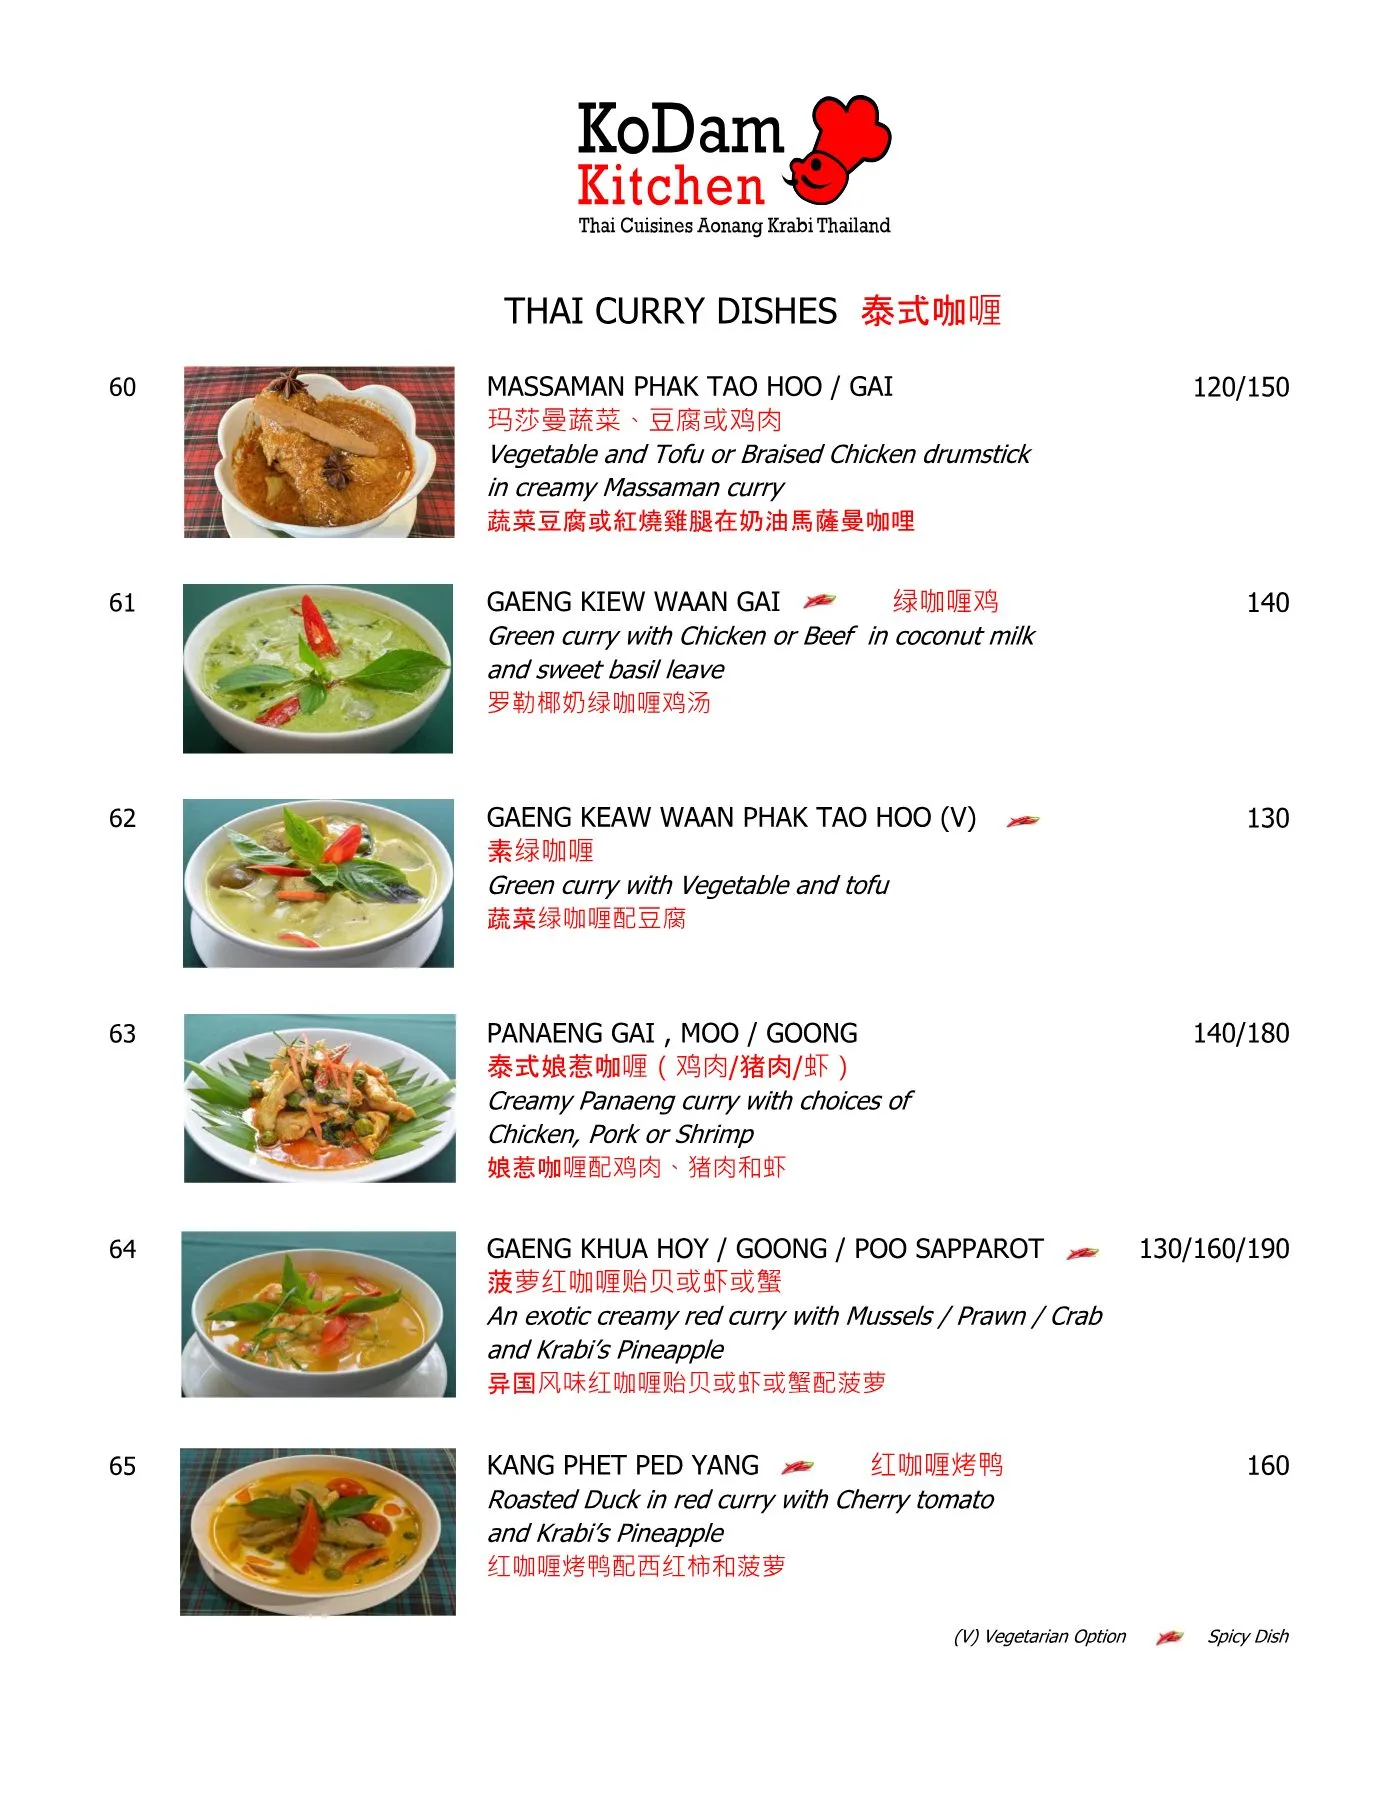 KoDam
Kitchen
Thai Cuisines Aonang Krabi Thailand
THAI CURRY DISHES 泰式咖喱
60
MASSAMAN PHAK TAO HOO / GAI
120/150
玛莎曼蔬菜、豆腐或鸡肉
Vegetable and Tofu or Braised Chicken drumstick
in creamy Massaman curry
蔬菜豆腐或紅燒雞腿在奶油馬薩曼咖哩
61
GAENG KIEW WAAN GAI 绿咖喱鸡
140
Green curry with Chicken or Beef in coconut milk
and sweet basil leave
罗勒椰奶绿咖喱鸡汤
62
GAENG KEAW WAAN PHAK TAO HOO (V)
130
素绿咖喱
Green curry with Vegetable and tofu
蔬菜绿咖喱配豆腐
63
PANAENG GAI , MOO / GOONG
140/180
泰式娘惹咖喱 ( 鸡肉/猪肉/虾 )
Creamy Panaeng curry with choices of
Chicken, Pork or Shrimp
娘惹咖喱配鸡肉、猪肉和虾
64
GAENG KHUA HOY / GOONG / POO SAPPAROT
130/160/190
菠萝红咖喱贻贝或虾或蟹
An exotic creamy red curry with Mussels / Prawn / Crab
and Krabi’s Pineapple
异国风味红咖喱贻贝或虾或蟹配菠萝
65
KANG PHET PED YANG 红咖喱烤鸭
160
Roasted Duck in red curry with Cherry tomato
and Krabi’s Pineapple
红咖喱烤鸭配西红柿和菠萝
(V) Vegetarian Option Spicy Dish